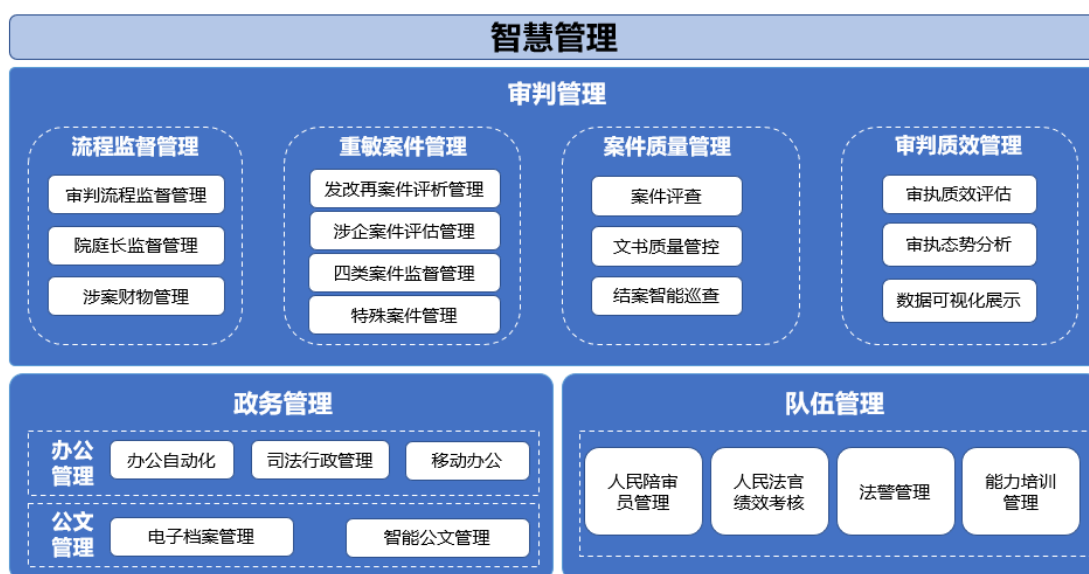 智慧管理
审判管理
流程监督管理
审判流程监督管理
院庭长监督管理
涉案财物管理
重敏案件管理
发改再案件评析管理
涉企案件评估管理
四类案件监督管理
特殊案件管理
案件质量管理
案件评查
文书质量管控
结案智能巡查
审判质效管理
审执质效评估
审执态势分析
数据可视化展示
政务管理
办公
管理
办公自动化
司法行政管理
移动办公
公文
管理
电子档案管理
智能公文管理
队伍管理
人民陪审
员管理
人民法官
绩效考核
法警管理
能力培训
管理